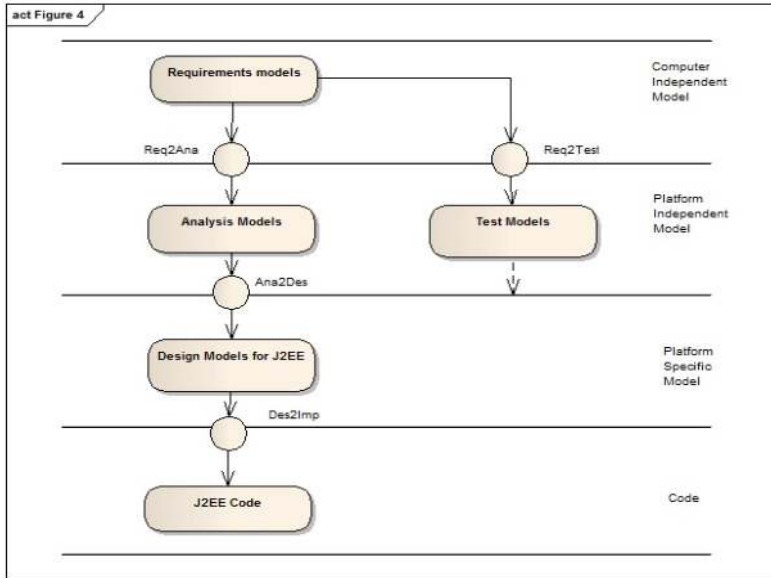 act Figure 4
Requirements models
Computer
Independent
Model
Req2Ana
Req2Test
Analysis Models
Test Models
Platform
Independent
Model
Ana2Des
Design Models for J2EE
Platform
Specific
Model
Des2Imp
J2EE Code
Code